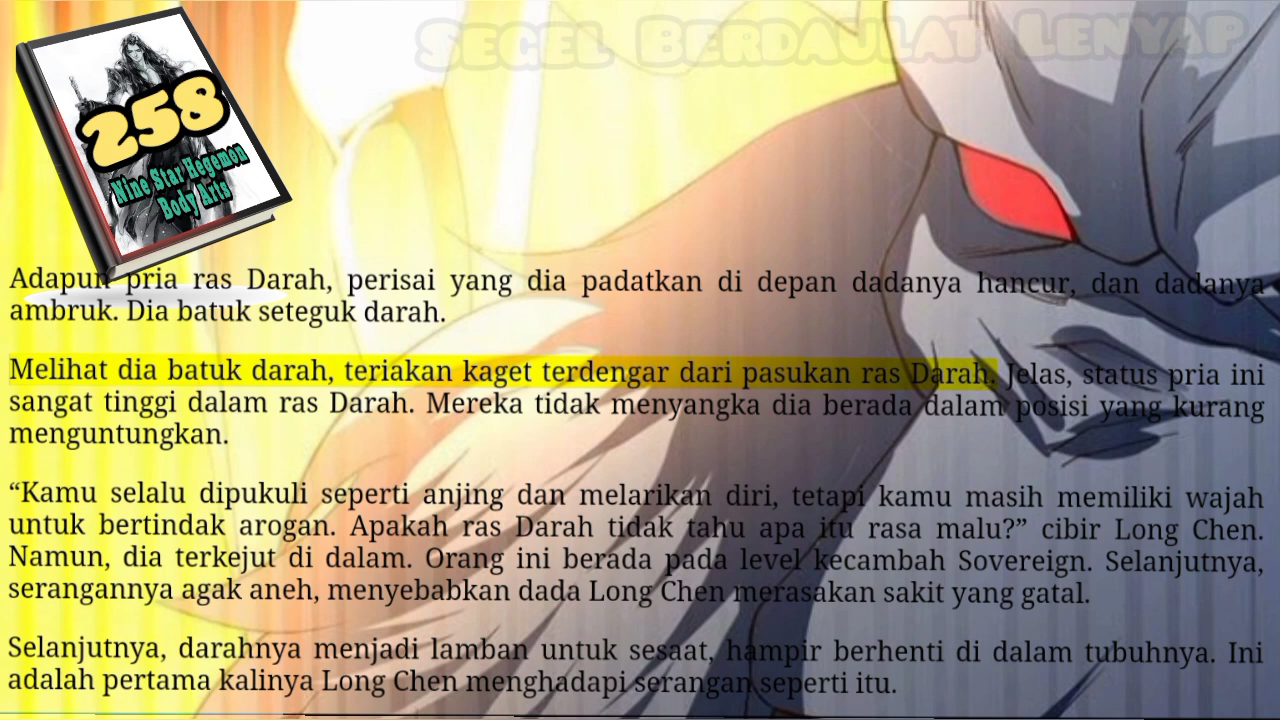 Segel Berdaulat Lenyap
258
Nine Star Hegemon
Body Arts
Adapun pria ras Darah, perisai yang dia padatkan di depan dadanya hancur, dan dadanya
ambruk. Dia batuk seteguk darah.
Melihat dia batuk darah, teriakan kaget terdengar dari pasukan ras Darah. Jelas, status pria ini
sangat tinggi dalam ras Darah. Mereka tidak menyangka dia berada dalam posisi yang kurang
menguntungkan.
“Kamu selalu dipukuli seperti anjing dan melarikan diri, tetapi kamu masih memiliki wajah
untuk bertindak arogan. Apakah ras Darah tidak tahu apa itu rasa malu?” cibir Long Chen.
Namun, dia terkejut di dalam. Orang ini berada pada level kecambah Sovereign. Selanjutnya,
serangannya agak aneh, menyebabkan dada Long Chen merasakan sakit yang gatal.
Selanjutnya, darahnya menjadi lamban untuk sesaat, hampir berhenti di dalam tubuhnya. Ini
adalah pertama kalinya Long Chen menghadapi serangan seperti itu.